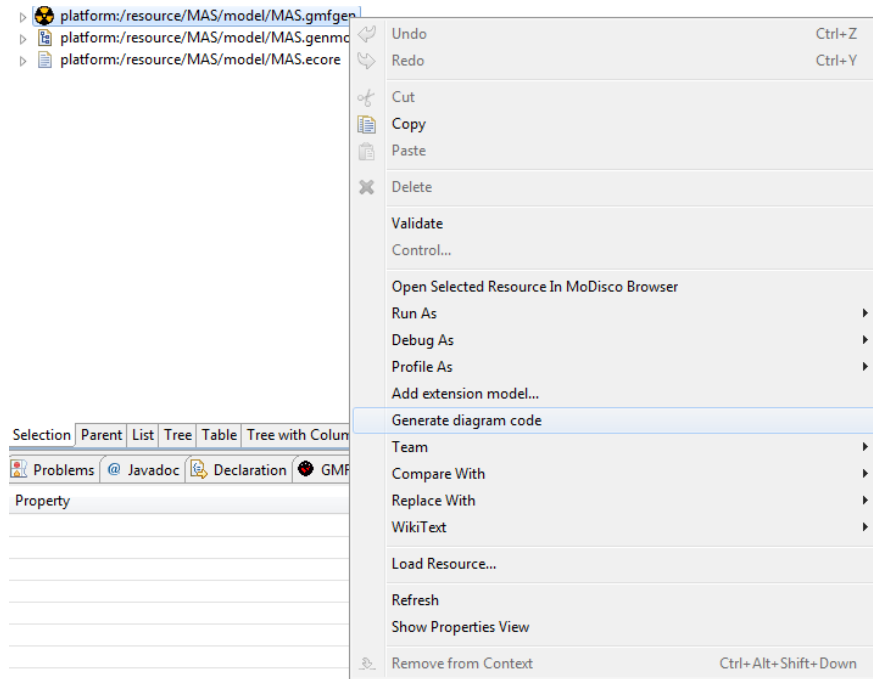 platform:/resource/MAS/model/MAS.gmfgen
platform:/resource/MAS/model/MAS.genmo
platform:/resource/MAS/model/MAS.ecore
Undo Ctrl+Z
Redo Ctrl+Y
Cut
Copy
Paste
Delete
Validate
Control...
Open Selected Resource In MoDisco Browser
Run As
Debug As
Profile As
Add extension model...
Generate diagram code
Team
Compare With
Replace With
WikiText
Load Resource...
Refresh
Show Properties View
Remove from Context Ctrl+Alt+Shift+Down
Selection Parent List Tree Table Tree with Colum
Problems @ Javadoc Declaration GMF
Property